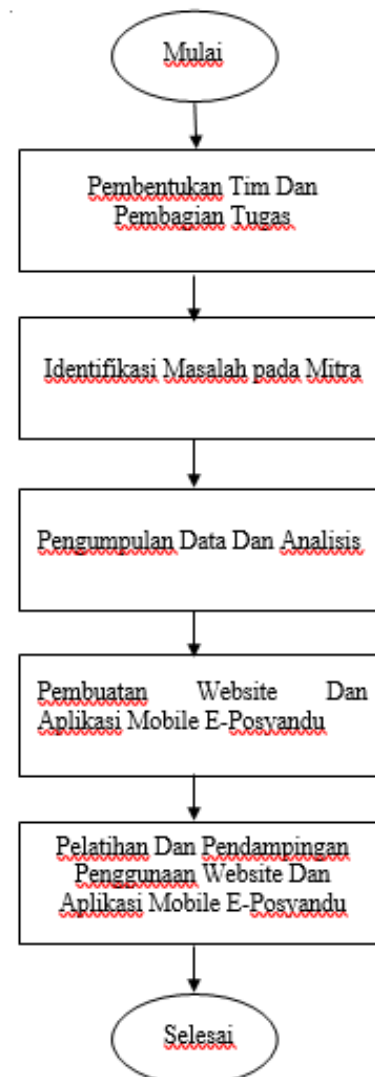 Mulai
Pembentukan Tim Dan
Pembagian Tugas
Identifikasi Masalah pada Mitra
Pengumpulan Data Dan Analisis
Pembuatan Website Dan
Aplikasi Mobile E-Posyandu
Pelatihan Dan Pendampingan
Penggunaan Website Dan
Aplikasi Mobile E-Posyandu
Selesai